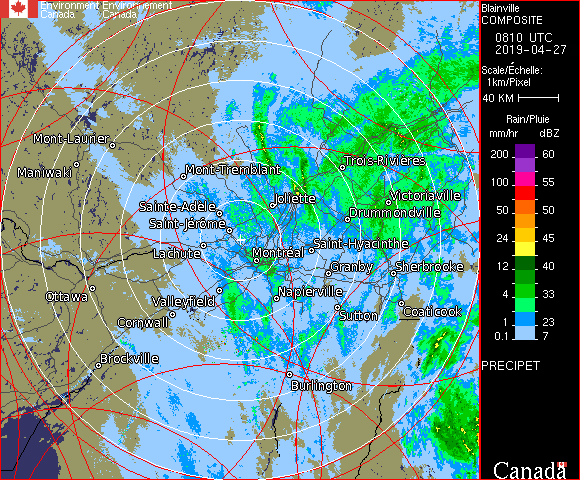 Environment Environnement
Canada Canada
Blainville
COMPOSITE
0810 UTC
2019-04-27
Scale/Échelle:
1km/Pixel
40 KM
Rain/Pluie
mm/hr dBZ
200 60
100 55
50 50
24 45
12 40
4 33
1 23
0.1 7
PRECIPET
Canada
Mont-Laurier
Maniwaki
Mont-Tremblant
Trois-Rivières
Sainte-Adèle
Joliette
Victoriaville
Drummondville
Saint-Jérôme
Lachute
Montréal
Saint-Hyacinthe
Granby
Sherbrooke
Ottawa
Valleyfield
Napierville
Cornwall
Sutton
Coaticook
Brockville
Burlington